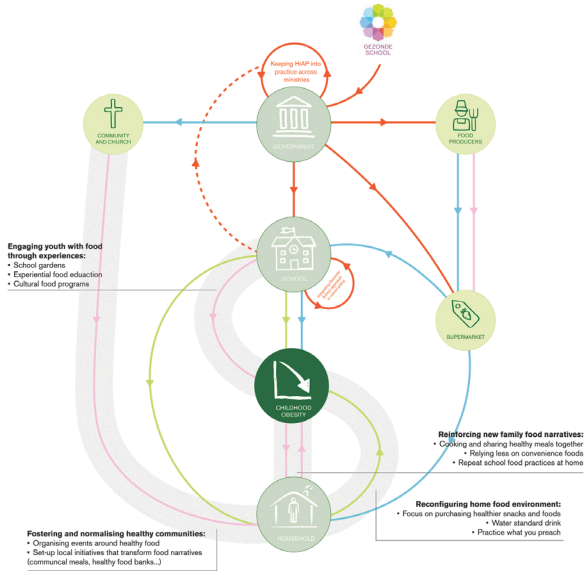 GEZONDE
SCHOOL
Keeping HiAP into
practice across
ministries
COMMUNITY
AND CHURCH
GOVERNMENT
FOOD
PRODUCERS
SCHOOL
Engaging youth with food
through experiences:
• School gardens
• Experiential food eduaction
• Cultural food programs
SUPERMARKET
CHILDHOOD
OBESITY
Reinforcing new family food narratives:
• Cooking and sharing healthy meals together
• Relying less on convenience foods
• Repeat school food practices at home
Reconfiguring home food environment:
• Focus on purchasing healthier snacks and foods
• Water standard drink
• Practice what you preach
HOUSEHOLD
Fostering and normalising healthy communities:
• Organising events around healthy food
• Set-up local initiatives that transform food narratives
(communcal meals, healthy food banks...)